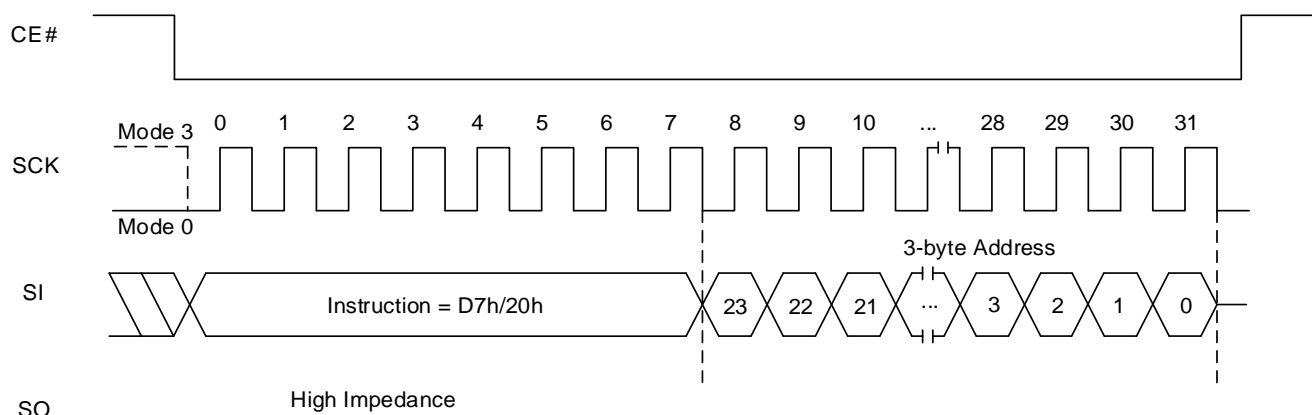 CE#
SCK
Mode 3
0 1 2 3 4 5 6 7 8 9 10 ... 28 29 30 31
Mode 0
3-byte Address
SI
Instruction = D7h/20h
23 22 21 ... 3 2 1 0
SO
High Impedance